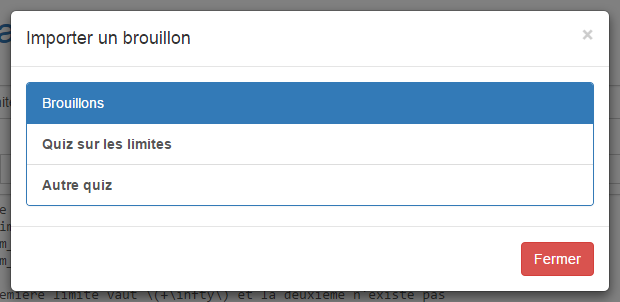 Importer un brouillon
×
Brouillons
Quiz sur les limites
Autre quiz
Fermer
emière limite vaut \(+\infty\) et la deuxième n existe pas